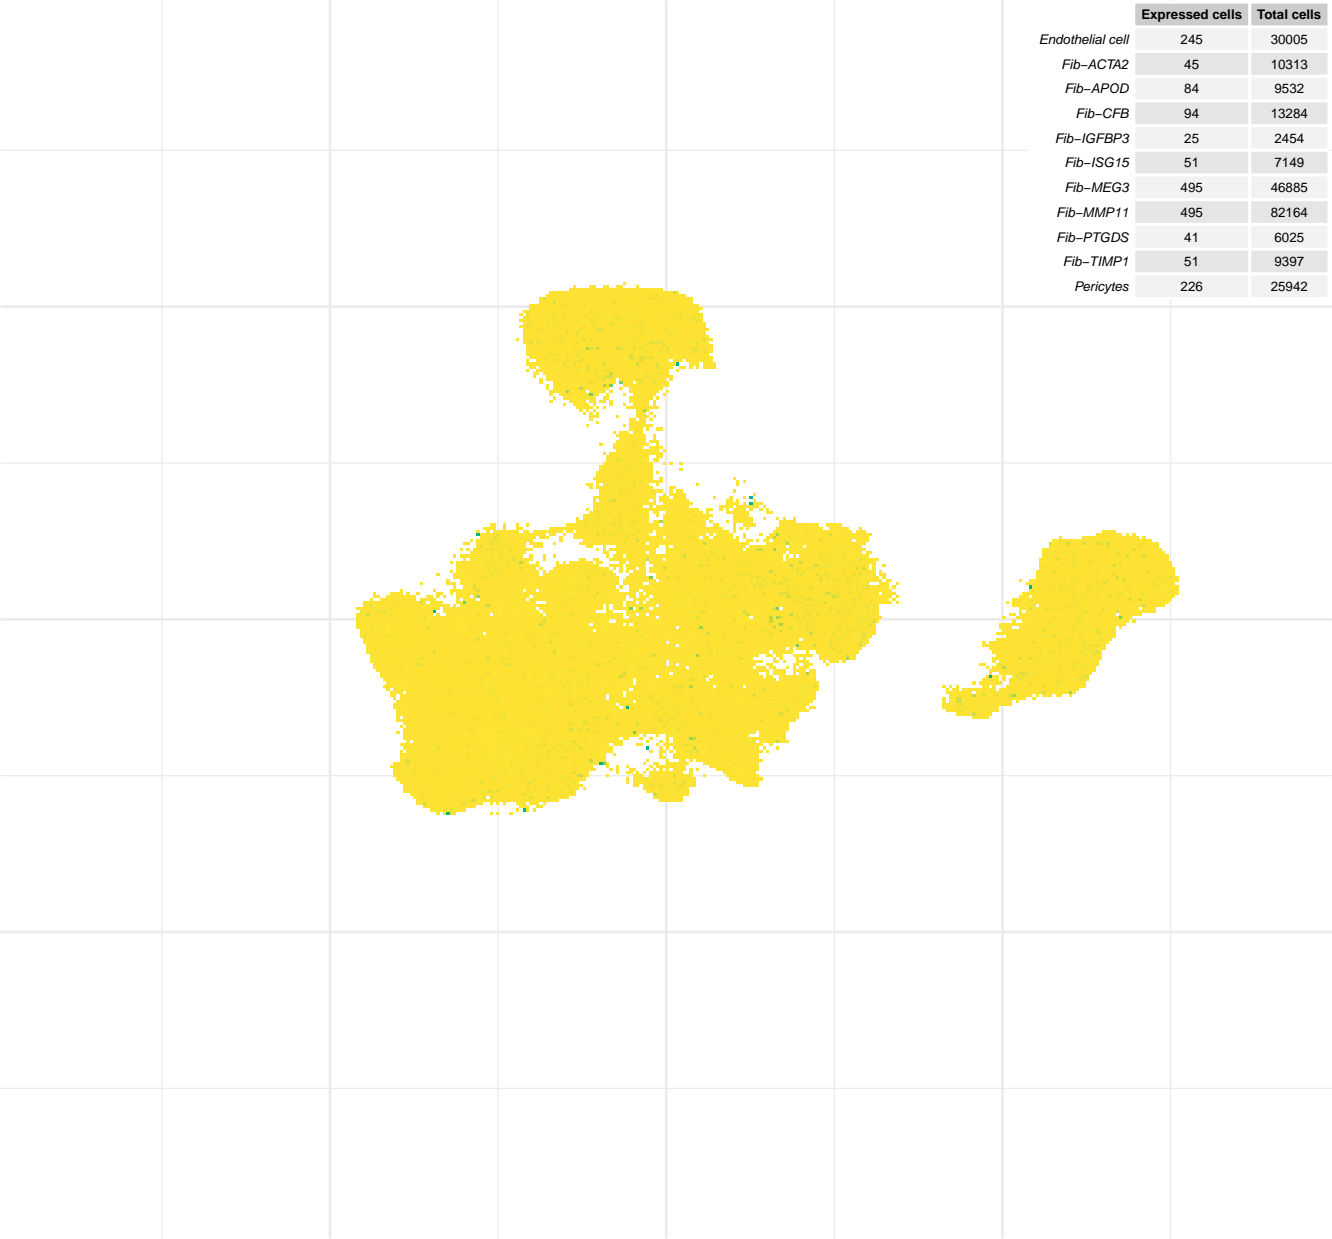 Expressed cells Total cells
Endothelial cell 245 30005
Fib−ACTA2 45 10313
Fib−APOD 84 9532
Fib−CFB 94 13284
Fib−IGFBP3 25 2454
Fib−ISG15 51 7149
Fib−MEG3 495 46885
Fib−MMP11 495 82164
Fib−PTGDS 41 6025
Fib−TIMP1 51 9397
Pericytes 226 25942